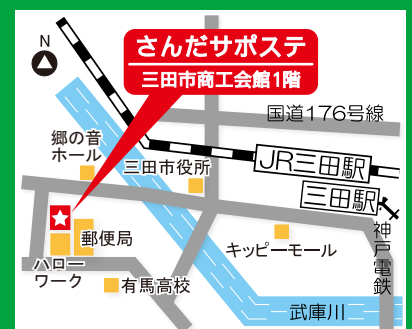 N
さんだサポステ
三田市商工会館1階
国道176号線
郷の音
ホール
三田市役所
JR三田駅
三田駅
神戸電鉄
郵便局
キッピーモール
ハロー
ワーク
有馬高校
武庫川